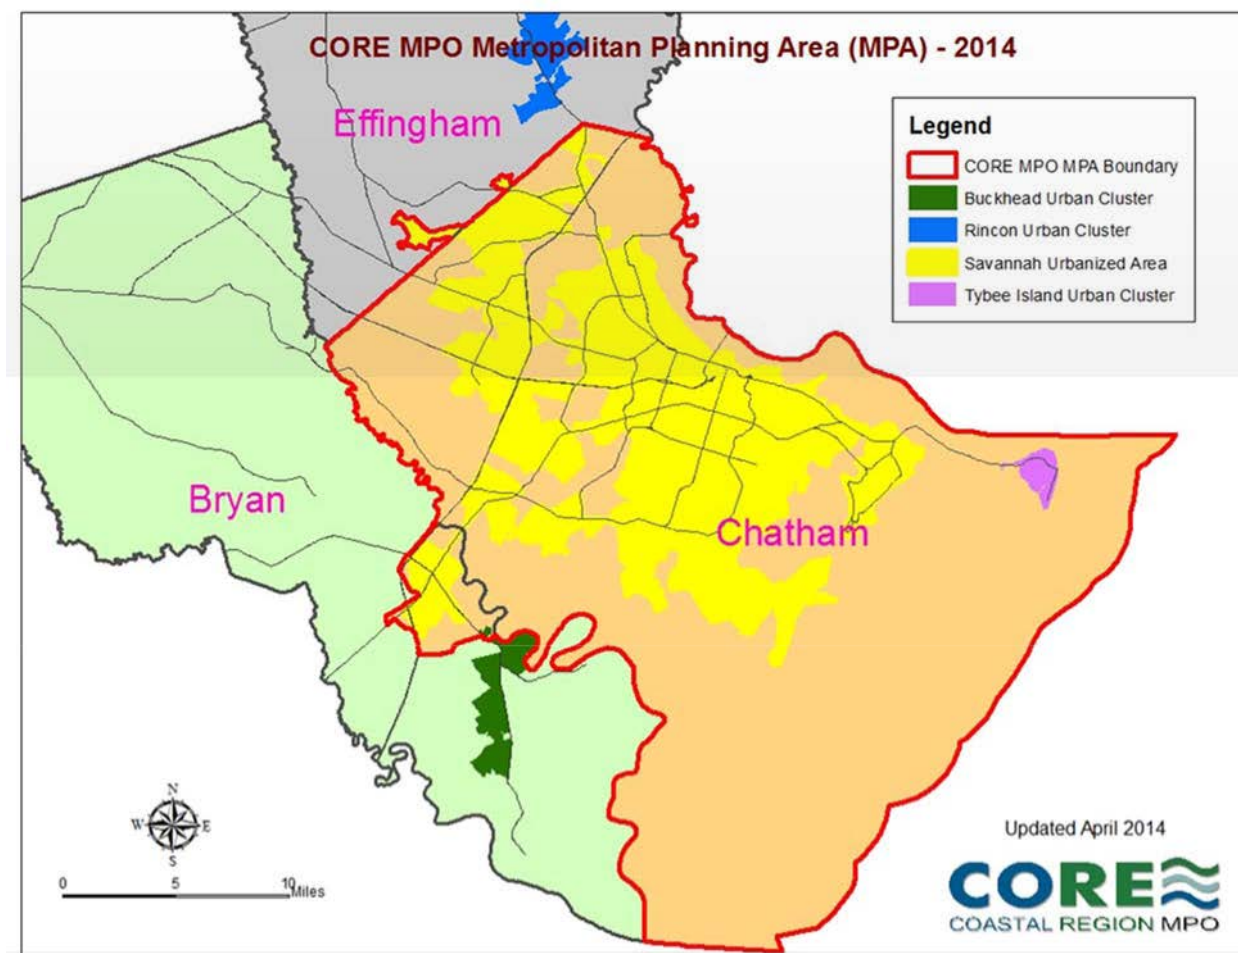 CORE MPO Metropolitan Planning Area (MPA) - 2014
Effingham
Legend
CORE MPO MPA Boundary
Buckhead Urban Cluster
Rincon Urban Cluster
Savannah Urbanized Area
Tybee Island Urban Cluster
Bryan
Chatham
N
W E
S
0 5 10 Miles
Updated April 2014
CORE
COASTAL REGION MPO